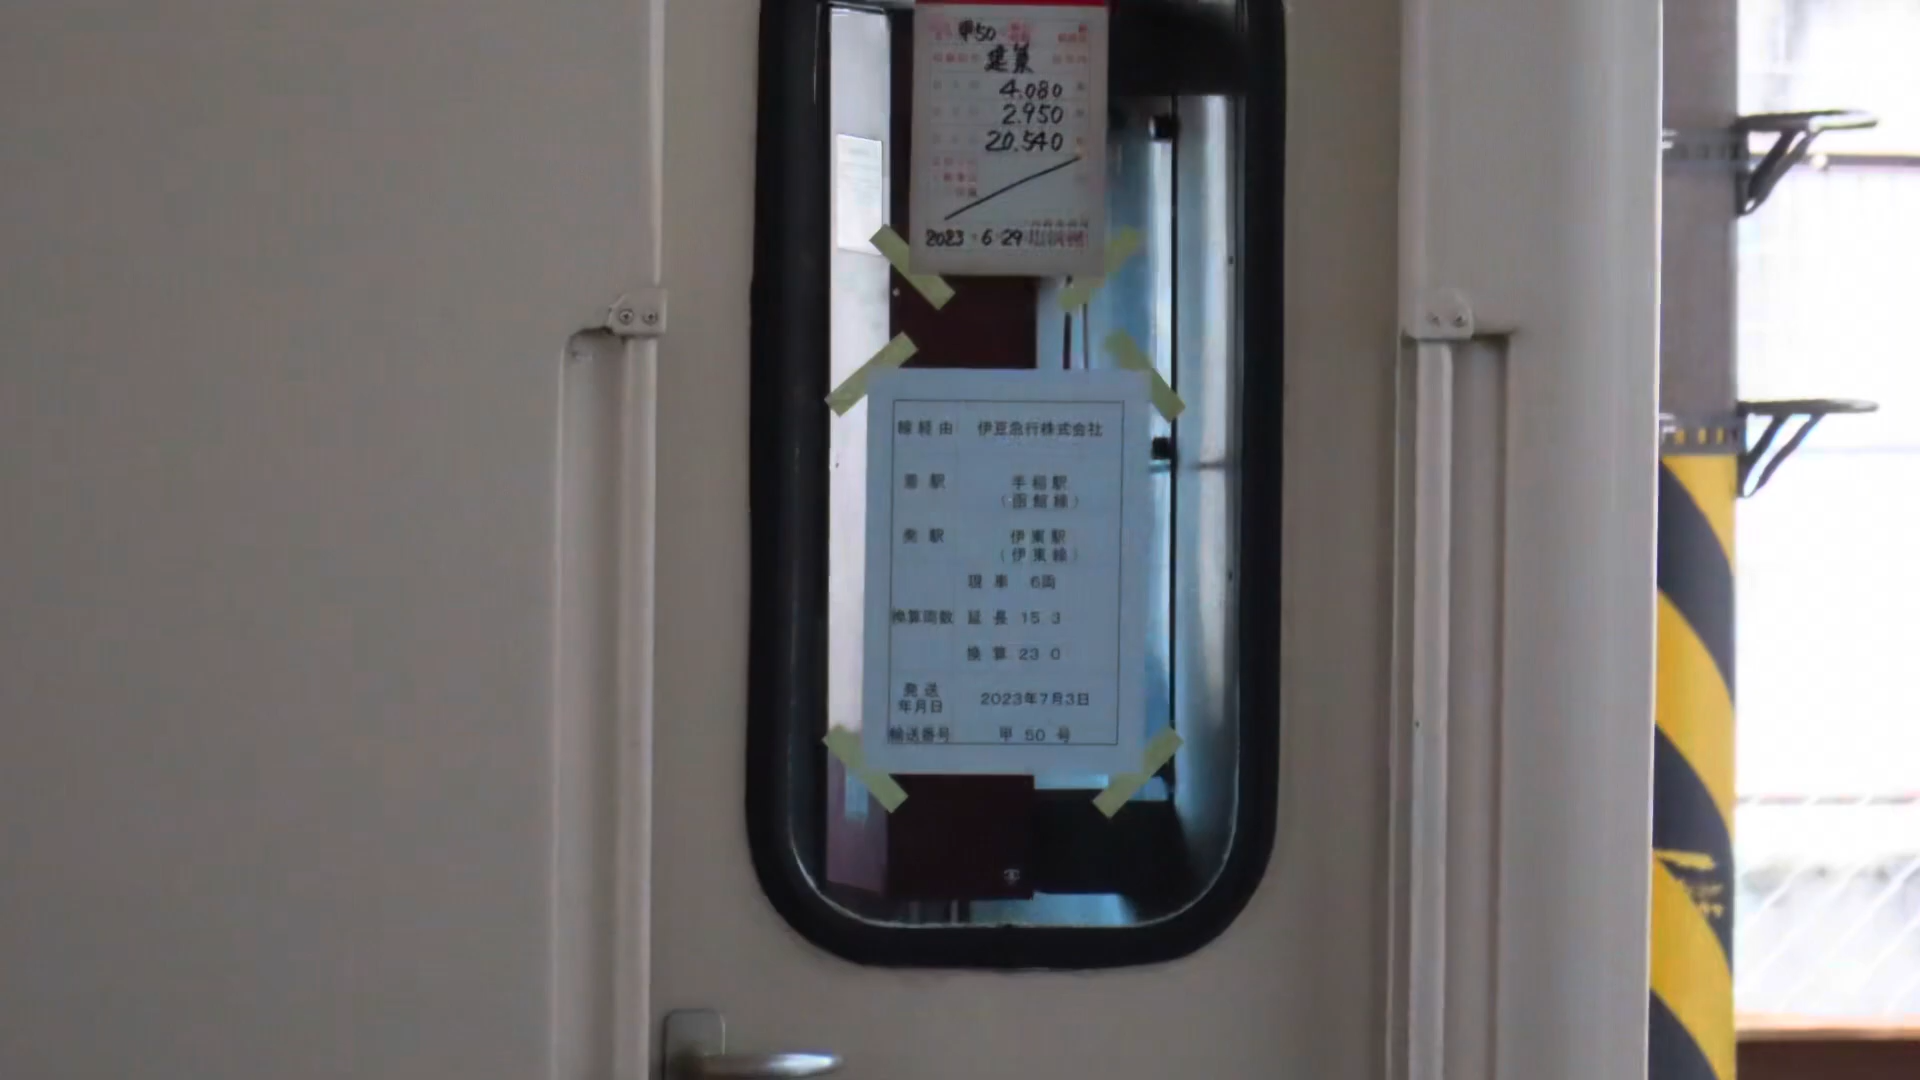 甲50
建築
4.080
2.950
20.540
2023 6 29
線経由 伊豆急行株式会社
着駅 手稲駅
(函館線)
発駅 伊東駅
(伊東線)
現車 6両
換算両数 延長 15 3
換算 23 0
発送
年月日 2023年7月3日
輸送番号 甲 50 号